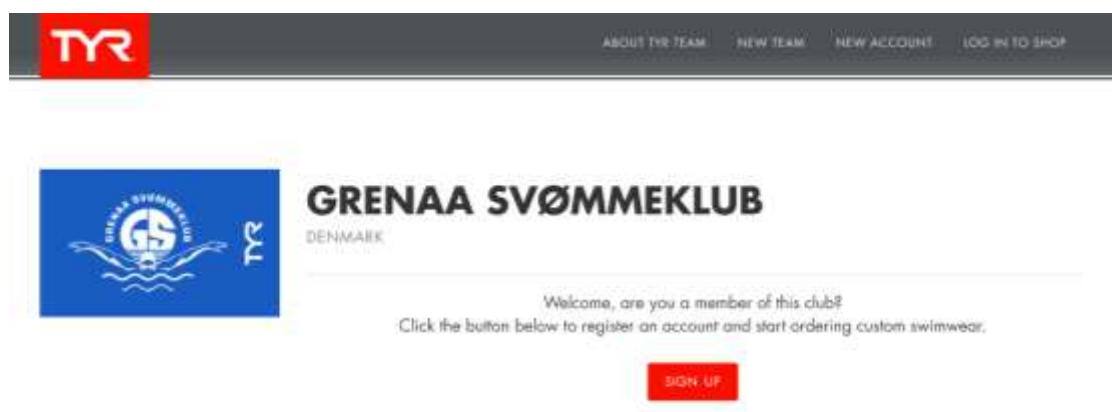 TYR
ABOUT TYR TEAM NEW TEAM NEW ACCOUNT LOG IN TO SHOP
GRENAA SVØMMEKLUB
GS
TYR
GRENAA SVØMMEKLUB
DENMARK
Welcome, are you a member of this club?
Click the button below to register an account and start ordering custom swimwear.
SIGN UP